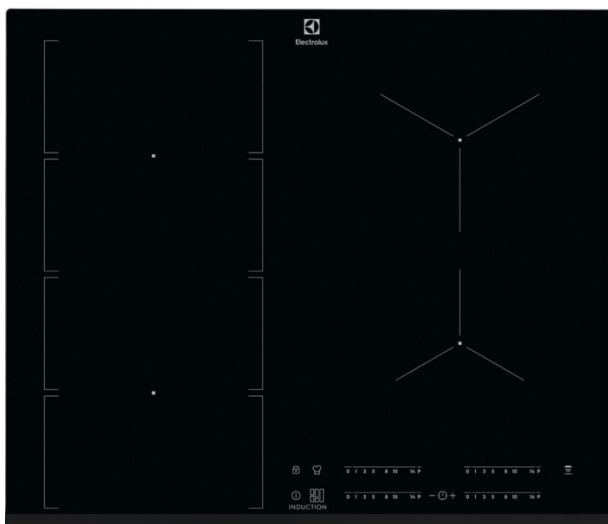 Electrolux
0 1 3 5 8 10 14 P 0 1 3 5 8 10 14 P
0 1 3 5 8 10 14 P − + 0 1 3 5 8 10 14 P
INDUCTION